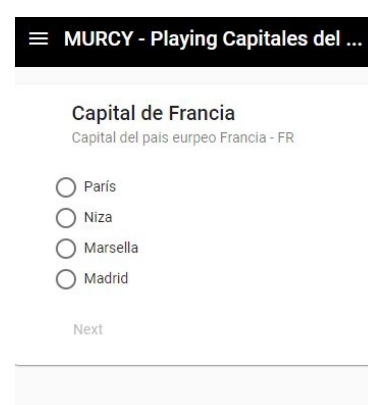 MURCY - Playing Capitales del ...
Capital de Francia
Capital del pais eurpeo Francia - FR
París
Niza
Marsella
Madrid
Next